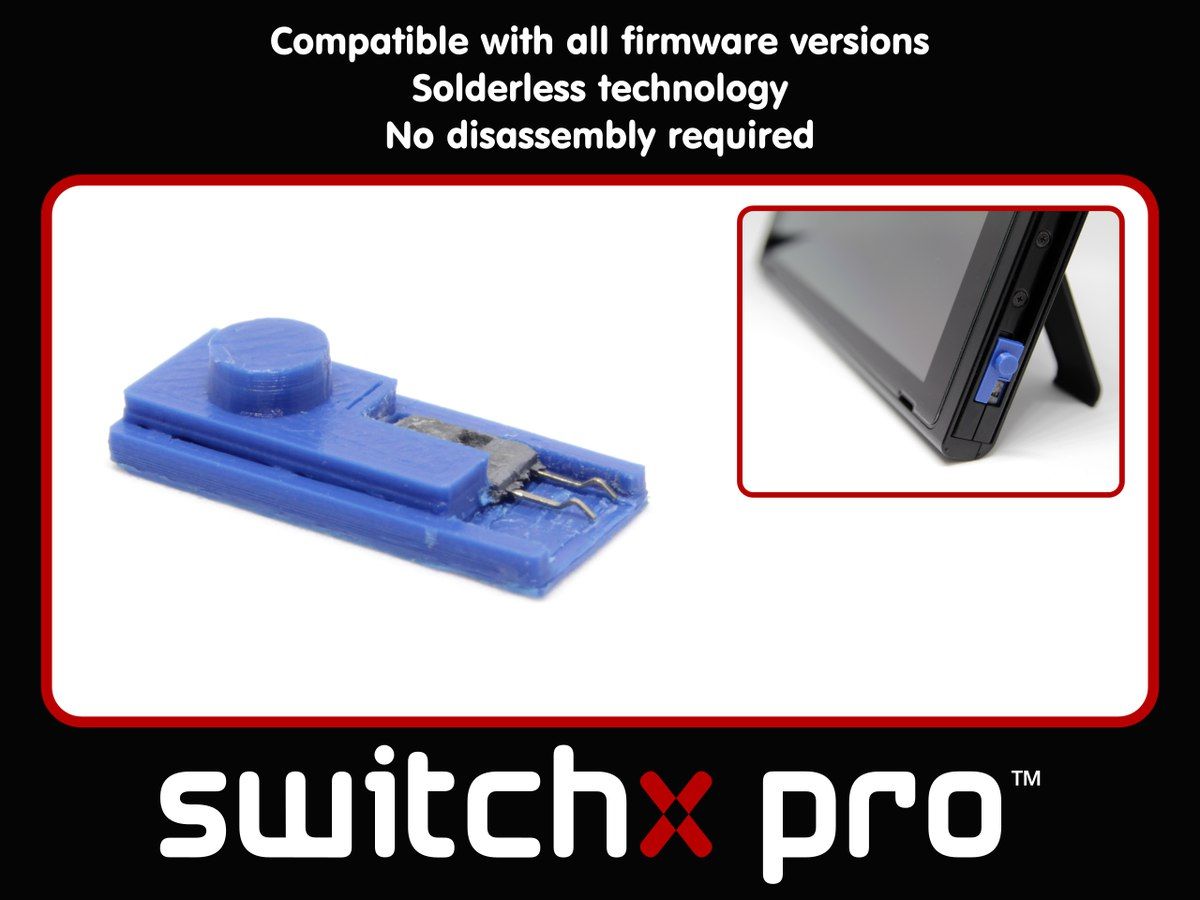 Compatible with all firmware versions
Solderless technology
No disassembly required
switchx pro™